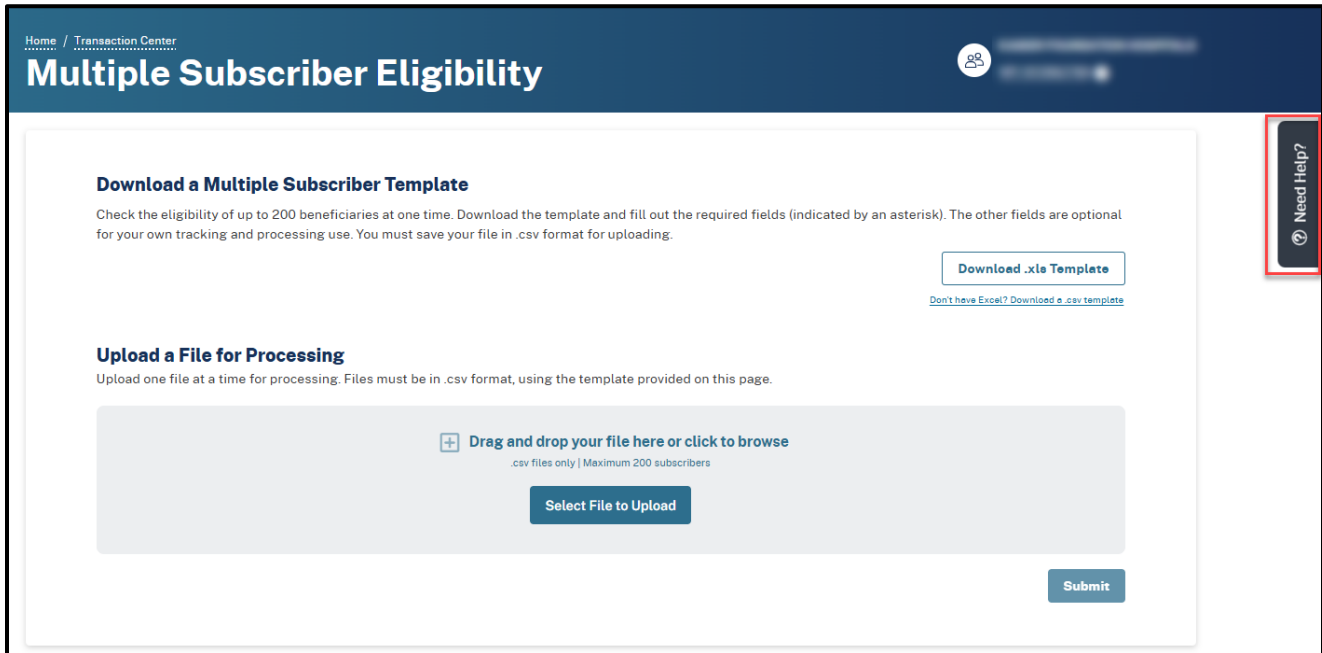 Home / Transaction Center
Multiple Subscriber Eligibility
Need Help?
Download a Multiple Subscriber Template
Check the eligibility of up to 200 beneficiaries at one time. Download the template and fill out the required fields (indicated by an asterisk). The other fields are optional
for your own tracking and processing use. You must save your file in .csv format for uploading.
Download .xls Template
Don't have Excel? Download a .csv template
Upload a File for Processing
Upload one file at a time for processing. Files must be in .csv format, using the template provided on this page.
Drag and drop your file here or click to browse
.csv files only | Maximum 200 subscribers
Select File to Upload
Submit